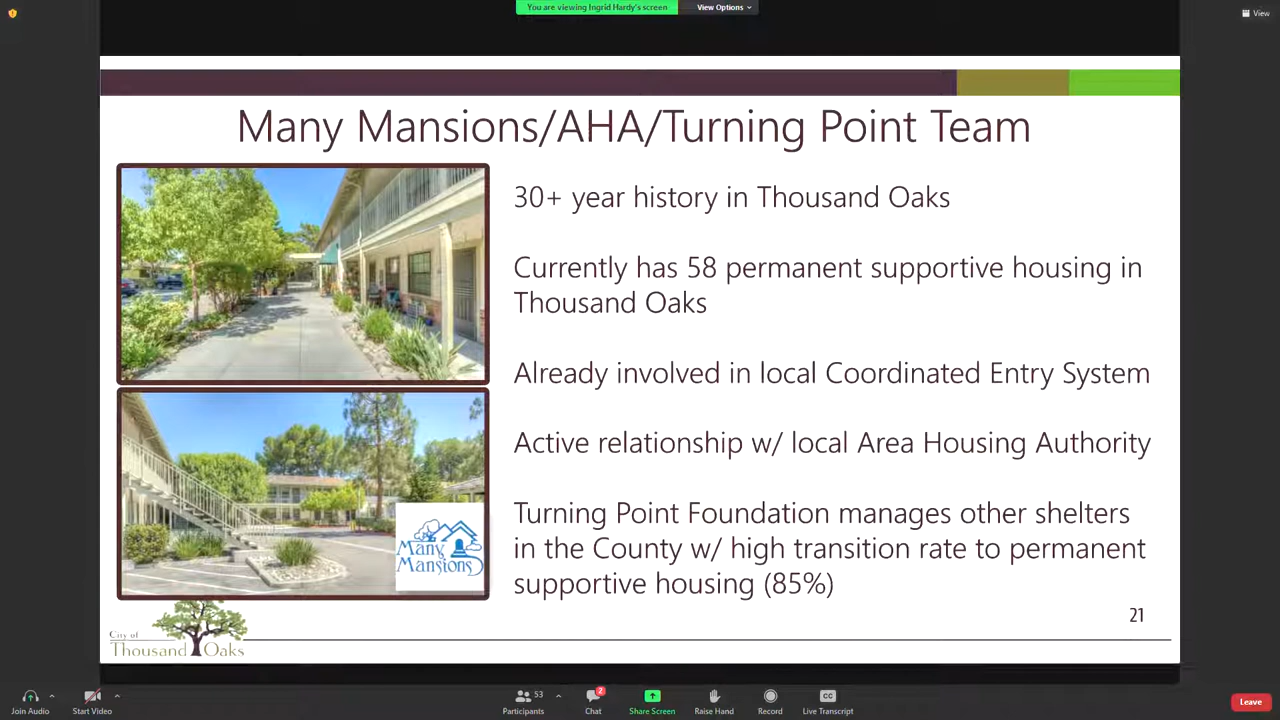 You are viewing Ingrid Hardy's screen
View Options
View
Many Mansions/AHA/Turning Point Team
30+ year history in Thousand Oaks
Currently has 58 permanent supportive housing in
Thousand Oaks
Already involved in local Coordinated Entry System
Active relationship w/ local Area Housing Authority
Turning Point Foundation manages other shelters
in the County w/ high transition rate to permanent
supportive housing (85%)
Many
Mansions
21
City of
Thousand Oaks
Join Audio
Start Video
53
Participants
2
Chat
Share Screen
Raise Hand
Record
CC
Live Transcript
Leave